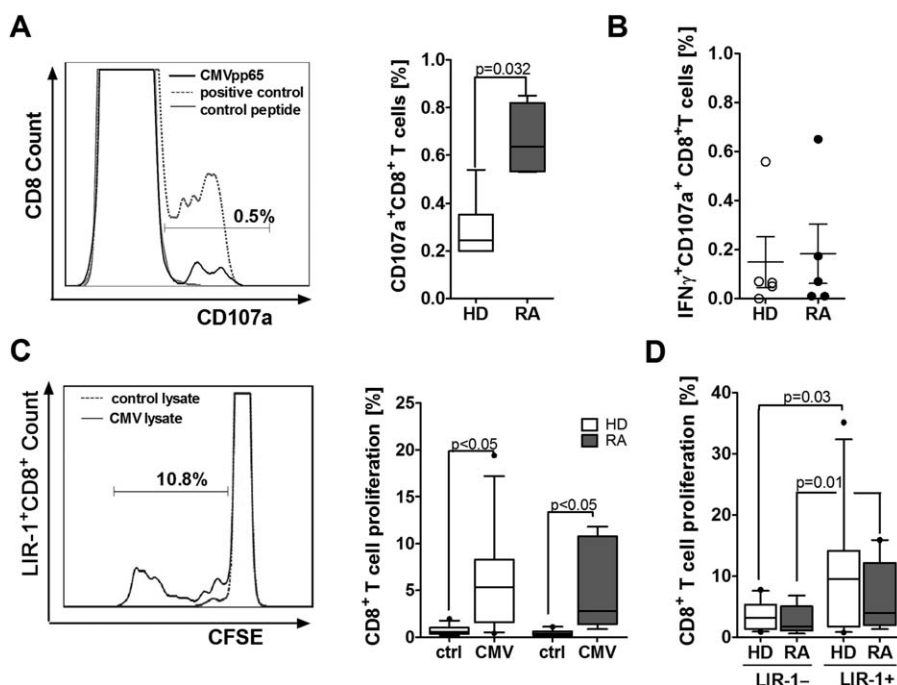 A
CD8 Count
CMVpp65
positive control
control peptide
0.5%
CD107a
CD107a+CD8+T cells [%]
1.0
0.8
0.6
0.4
0.2
0.0
p=0.032
HD
RA
B
IFNγ+CD107a+ CD8+T cells [%]
1.0
0.8
0.6
0.4
0.2
0.0
HD
RA
C
LIR-1+CD8+ Count
control lysate
CMV lysate
10.8%
CFSE
CD8+ T cell proliferation [%]
25
20
15
10
5
0
HD
RA
p<0.05
p<0.05
ctrl
CMV
ctrl
CMV
D
CD8+ T cell proliferation [%]
40
30
20
10
0
p=0.03
p=0.01
HD
RA
HD
RA
LIR-1–
LIR-1+